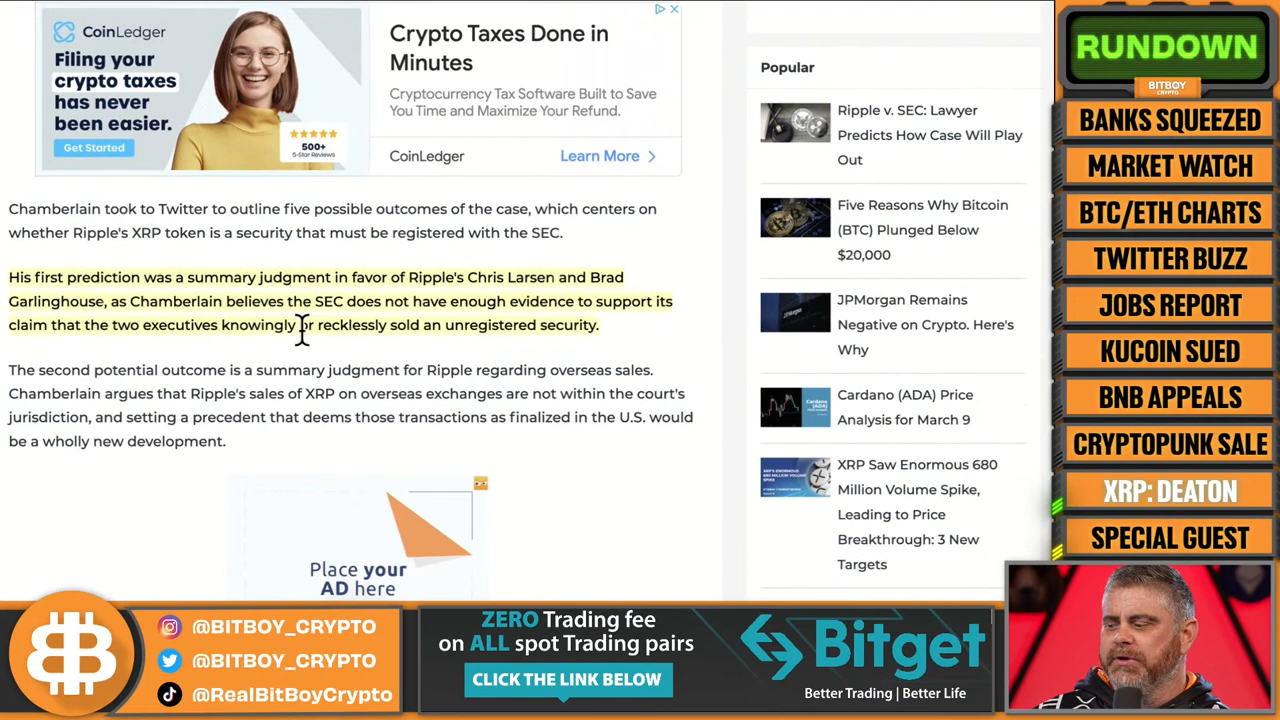 CoinLedger
Filing your
crypto taxes
has never
been easier.
Get Started
500+
5-Star Reviews
Crypto Taxes Done in
Minutes
Cryptocurrency Tax Software Built to Save
You Time and Maximize Your Refund.
CoinLedger
Learn More >
Chamberlain took to Twitter to outline five possible outcomes of the case, which centers on
whether Ripple's XRP token is a security that must be registered with the SEC.
His first prediction was a summary judgment in favor of Ripple's Chris Larsen and Brad
Garlinghouse, as Chamberlain believes the SEC does not have enough evidence to support its
claim that the two executives knowingly or recklessly sold an unregistered security.
The second potential outcome is a summary judgment for Ripple regarding overseas sales.
Chamberlain argues that Ripple's sales of XRP on overseas exchanges are not within the court's
jurisdiction, and setting a precedent that deems those transactions as finalized in the U.S. would
be a wholly new development.
Place your
AD here
Popular
Ripple v. SEC: Lawyer
Predicts How Case Will Play
Out
Five Reasons Why Bitcoin
(BTC) Plunged Below
$20,000
JPMorgan Remains
Negative on Crypto. Here's
Why
Cardano (ADA) Price
Analysis for March 9
XRP Saw Enormous 680
Million Volume Spike,
Leading to Price
Breakthrough: 3 New
Targets
RUNDOWN
BITBOY
CRYPTO
BANKS SQUEEZED
MARKET WATCH
BTC/ETH CHARTS
TWITTER BUZZ
JOBS REPORT
KUCOIN SUED
BNB APPEALS
CRYPTOPUNK SALE
XRP: DEATON
SPECIAL GUEST
@BITBOY_CRYPTO
@BITBOY_CRYPTO
@RealBitBoyCrypto
ZERO Trading fee
on ALL spot Trading pairs
CLICK THE LINK BELOW
Bitget
Better Trading | Better Life